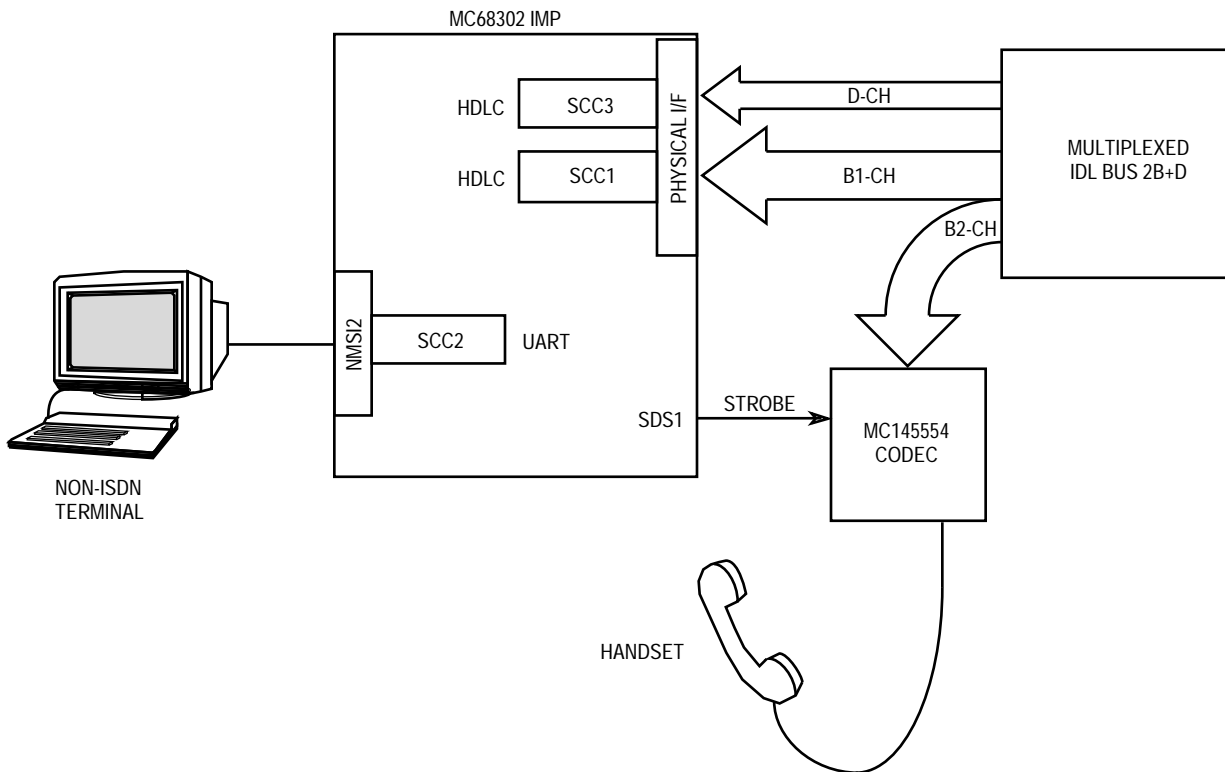 MC68302 IMP
HDLC
SCC3
HDLC
SCC1
PHYSICAL I/F
D-CH
B1-CH
B2-CH
MULTIPLEXED
IDL BUS 2B+D
NMSI2
SCC2
UART
SDS1
STROBE
MC145554
CODEC
NON-ISDN
TERMINAL
HANDSET